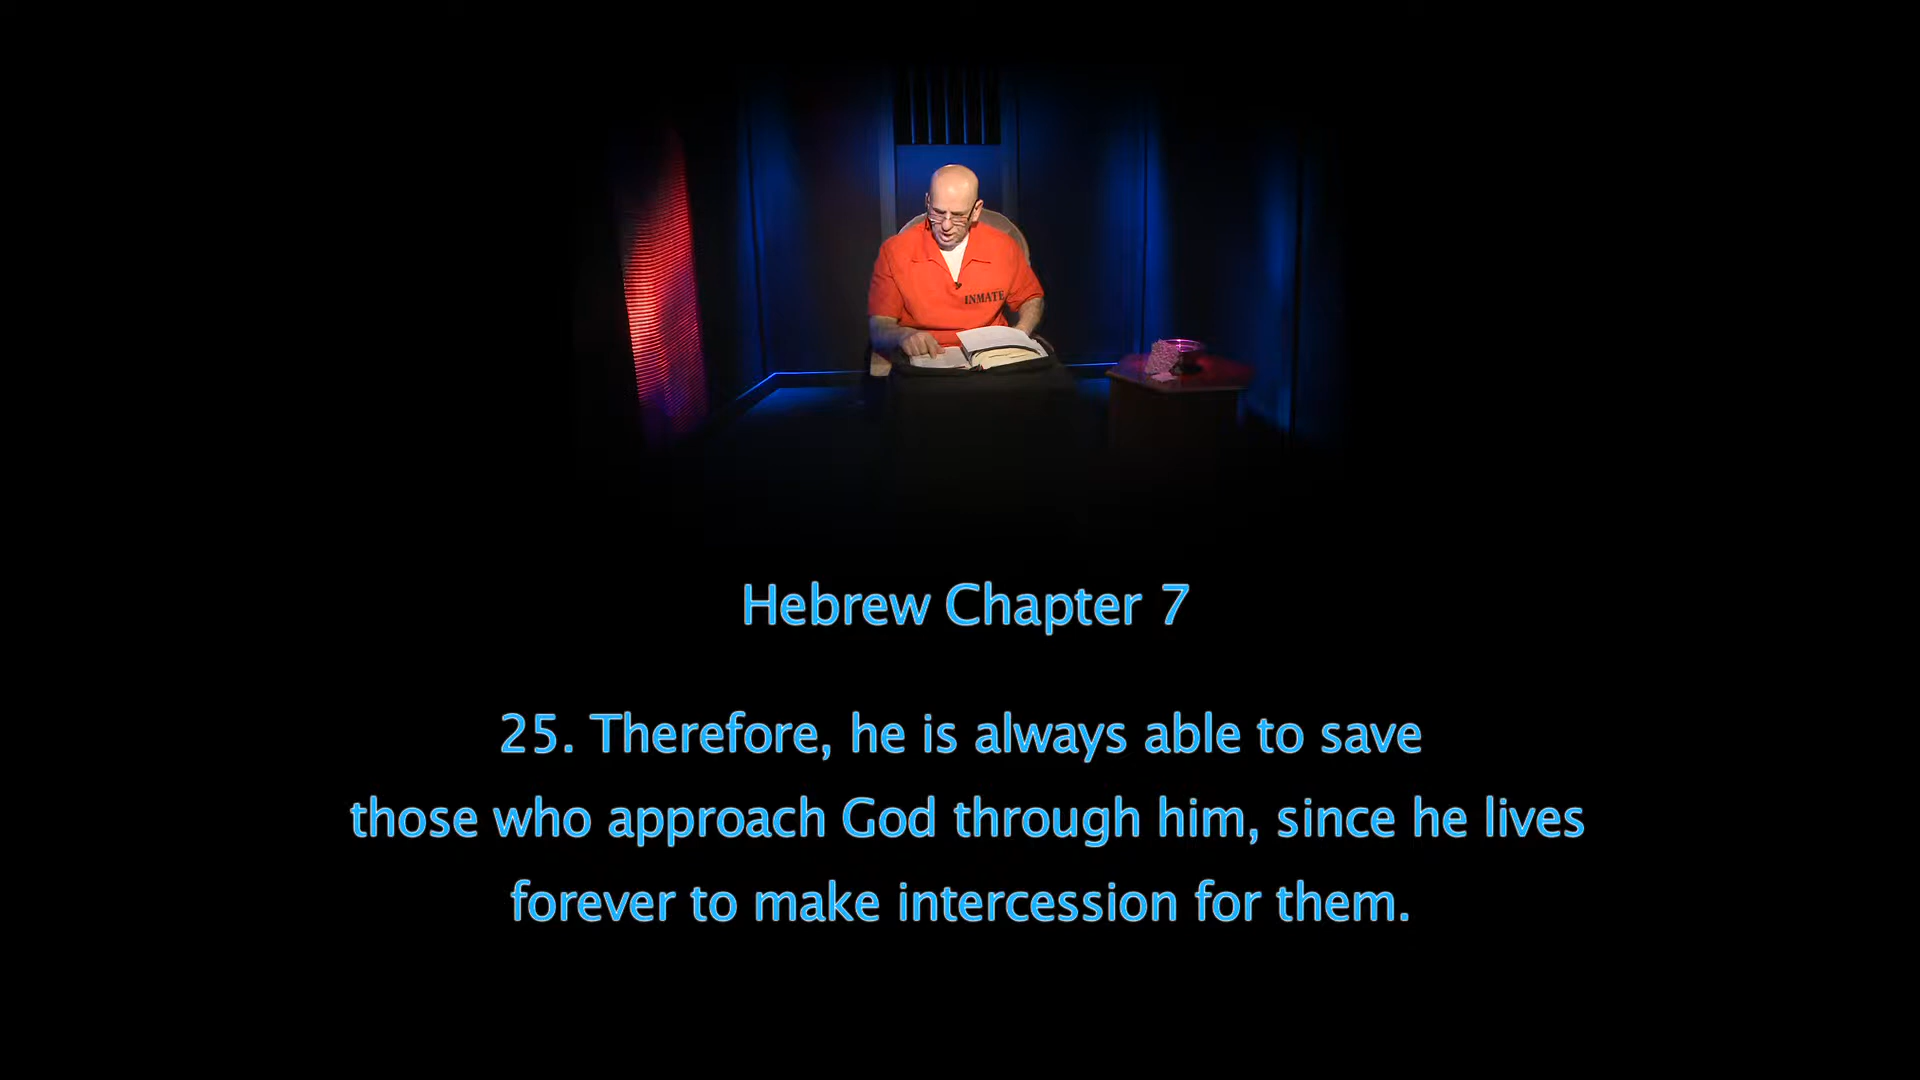 INMATE
Hebrew Chapter 7
25. Therefore, he is always able to save
those who approach God through him, since he lives
forever to make intercession for them.